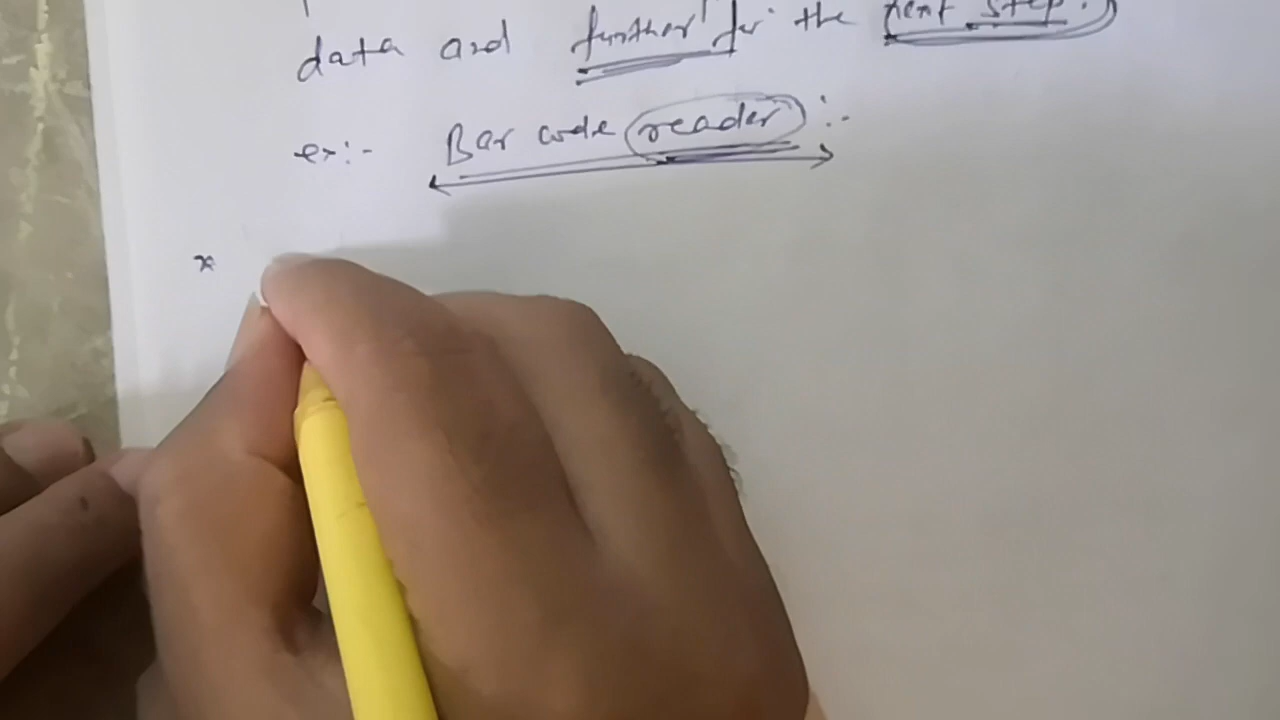 data and further for the next step.
ex:- Bar code reader :-
*